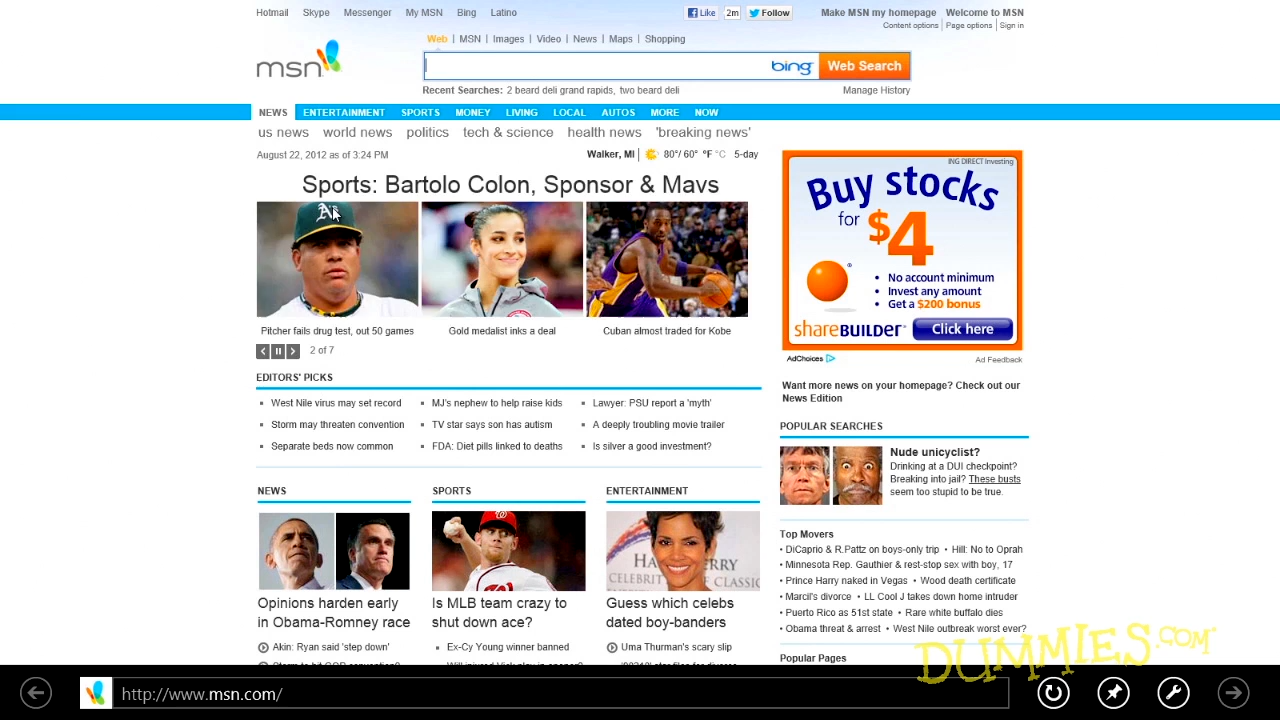 Hotmail Skype Messenger My MSN Bing Latino
Like 2m Follow
Make MSN my homepage Welcome to MSN
Content options | Page options | Sign in
Web | MSN | Images | Video | News | Maps | Shopping
msn
bing Web Search
Recent Searches: 2 beard deli grand rapids, two beard deli
Manage History
NEWS ENTERTAINMENT SPORTS MONEY LIVING LOCAL AUTOS MORE NOW
us news world news politics tech & science health news 'breaking news'
August 22, 2012 as of 3:24 PM
Walker, MI | 80°/ 60° °F °C 5-day
Sports: Bartolo Colon, Sponsor & Mavs
Pitcher fails drug test, out 50 games
Gold medalist inks a deal
Cuban almost traded for Kobe
2 of 7
ING DIRECT Investing
Buy stocks
for $4
• No account minimum
• Invest any amount
• Get a $200 bonus
SHAREBUILDER Click here
AdChoices
Ad Feedback
EDITORS' PICKS
West Nile virus may set record
MJ's nephew to help raise kids
Lawyer: PSU report a 'myth'
Storm may threaten convention
TV star says son has autism
A deeply troubling movie trailer
Separate beds now common
FDA: Diet pills linked to deaths
Is silver a good investment?
Want more news on your homepage? Check out our
News Edition
POPULAR SEARCHES
Nude unicyclist?
Drinking at a DUI checkpoint?
Breaking into jail? These busts
seem too stupid to be true.
NEWS
Opinions harden early
in Obama-Romney race
Akin: Ryan said 'step down'
SPORTS
Is MLB team crazy to
shut down ace?
Ex-Cy Young winner banned
ENTERTAINMENT
Guess which celebs
dated boy-banders
Uma Thurman's scary slip
Top Movers
• DiCaprio & R.Pattz on boys-only trip • Hill: No to Oprah
• Minnesota Rep. Gauthier & rest-stop sex with boy, 17
• Prince Harry naked in Vegas • Wood death certificate
• Marcil's divorce • LL Cool J takes down home intruder
• Puerto Rico as 51st state • Rare white buffalo dies
• Obama threat & arrest • West Nile outbreak worst ever?
Popular Pages
DUMMIES.COM
http://www.msn.com/